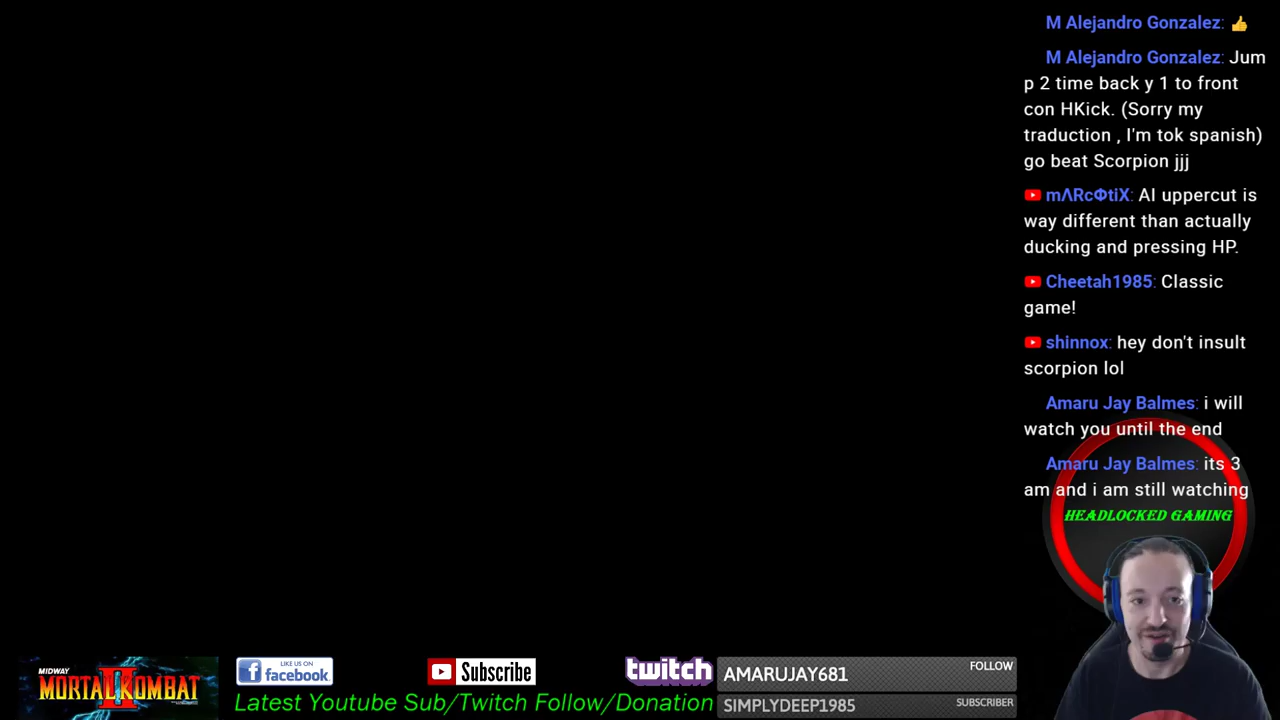 M Alejandro Gonzalez: 👍
M Alejandro Gonzalez: Jum
p 2 time back y 1 to front
con HKick. (Sorry my
traduction , I'm tok spanish)
go beat Scorpion jjj
mΛRcΦtiX: AI uppercut is
way different than actually
ducking and pressing HP.
Cheetah1985: Classic
game!
shinnox: hey don't insult
scorpion lol
Amaru Jay Balmes: i will
watch you until the end
Amaru Jay Balmes: its 3
am and i am still watching
HEADLOCKED GAMING
MIDWAY
MORTAL KOMBAT
II
LIKE US ON
facebook
Subscribe
twitch
AMARUJAY681
FOLLOW
Latest Youtube Sub/Twitch Follow/Donation
SIMPLYDEEP1985
SUBSCRIBER